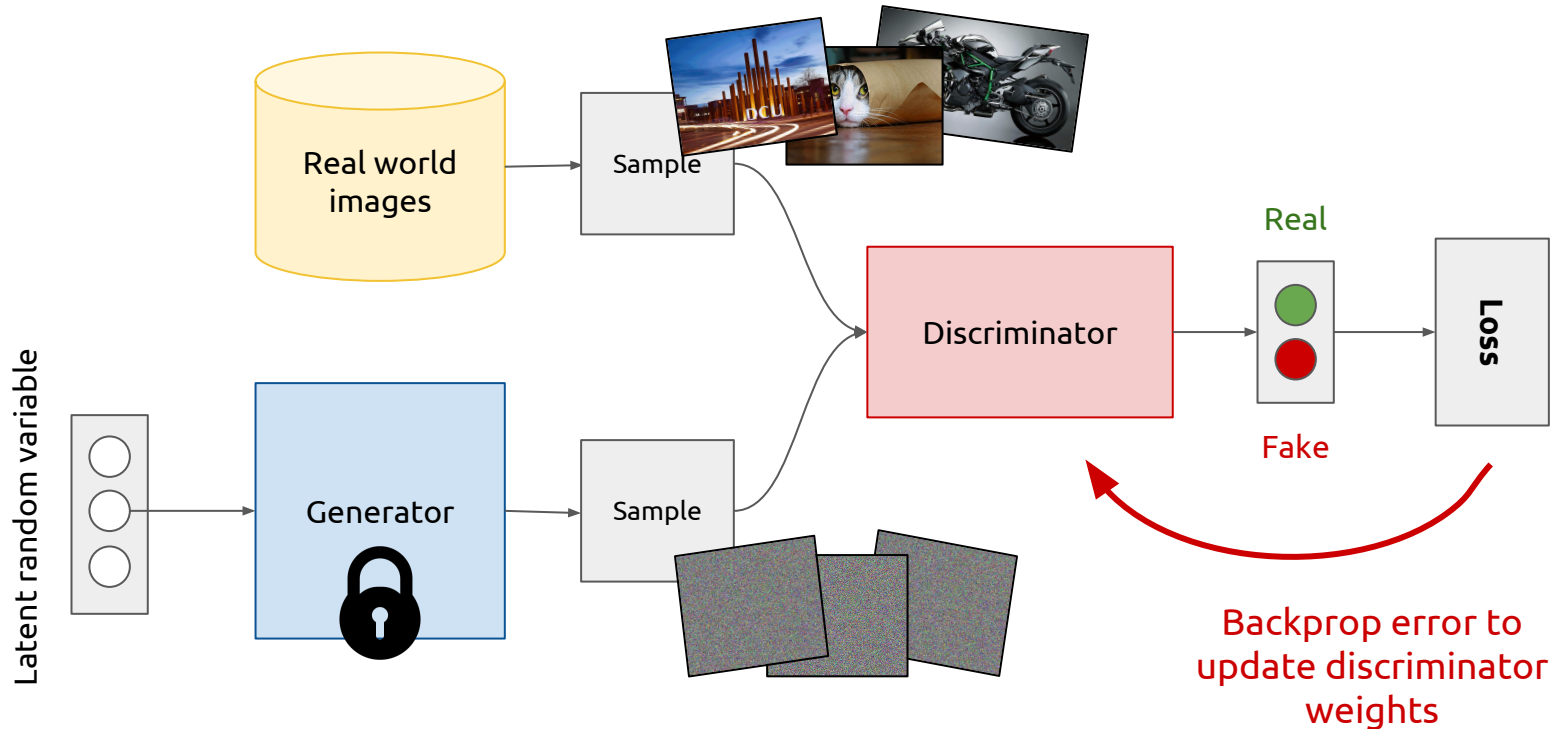 Real world
images
Sample
DCU
Real
Discriminator
Loss
Fake
Latent random variable
Generator
Sample
Backprop error to
update discriminator
weights